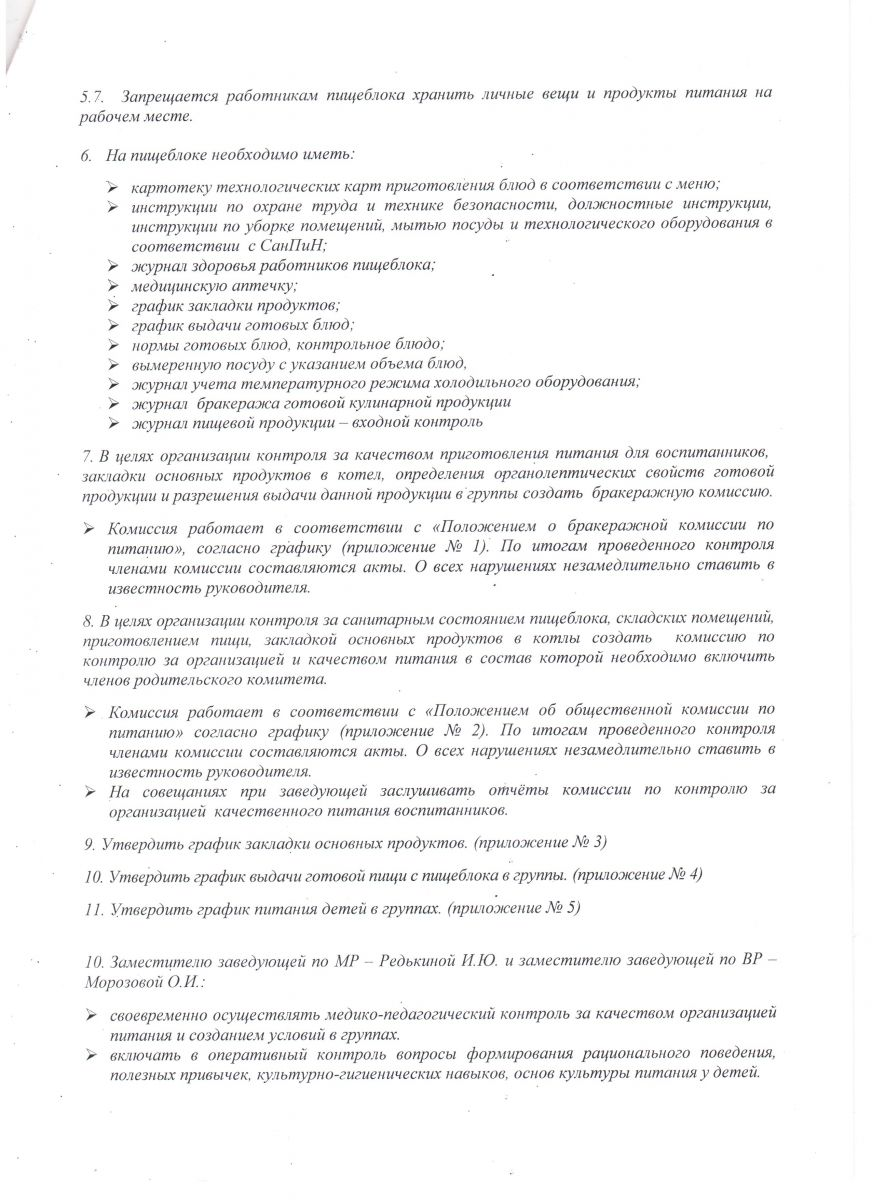 5.7. Запрещается работникам пищеблока хранить личные вещи и продукты питания на
рабочем месте.
6. На пищеблоке необходимо иметь:
➢ картотеку технологических карт приготовления блюд в соответствии с меню;
➢ инструкции по охране труда и технике безопасности, должностные инструкции,
инструкции по уборке помещений, мытью посуды и технологического оборудования в
соответствии с СанПиН;
➢ журнал здоровья работников пищеблока;
➢ медицинскую аптечку;
➢ график закладки продуктов;
➢ график выдачи готовых блюд;
➢ нормы готовых блюд, контрольное блюдо;
➢ вымеренную посуду с указанием объема блюд,
➢ журнал учета температурного режима холодильного оборудования;
➢ журнал бракеража готовой кулинарной продукции
➢ журнал пищевой продукции – входной контроль
7. В целях организации контроля за качеством приготовления питания для воспитанников,
закладки основных продуктов в котел, определения органолептических свойств готовой
продукции и разрешения выдачи данной продукции в группы создать бракеражную комиссию.
➢ Комиссия работает в соответствии с «Положением о бракеражной комиссии по
питанию», согласно графику (приложение № 1). По итогам проведенного контроля
членами комиссии составляются акты. О всех нарушениях незамедлительно ставить в
известность руководителя.
8. В целях организации контроля за санитарным состоянием пищеблока, складских помещений,
приготовлением пищи, закладкой основных продуктов в котлы создать комиссию по
контролю за организацией и качеством питания в состав которой необходимо включить
членов родительского комитета.
➢ Комиссия работает в соответствии с «Положением об общественной комиссии по
питанию» согласно графику (приложение № 2). По итогам проведенного контроля
членами комиссии составляются акты. О всех нарушениях незамедлительно ставить в
известность руководителя.
➢ На совещаниях при заведующей заслушивать отчёты комиссии по контролю за
организацией качественного питания воспитанников.
9. Утвердить график закладки основных продуктов. (приложение № 3)
10. Утвердить график выдачи готовой пищи с пищеблока в группы. (приложение № 4)
11. Утвердить график питания детей в группах. (приложение № 5)
10. Заместителю заведующей по МР – Редькиной И.Ю. и заместителю заведующей по ВР –
Морозовой О.И.:
➢ своевременно осуществлять медико-педагогический контроль за качеством организацией
питания и созданием условий в группах.
➢ включать в оперативный контроль вопросы формирования рационального поведения,
полезных привычек, культурно-гигиенических навыков, основ культуры питания у детей.